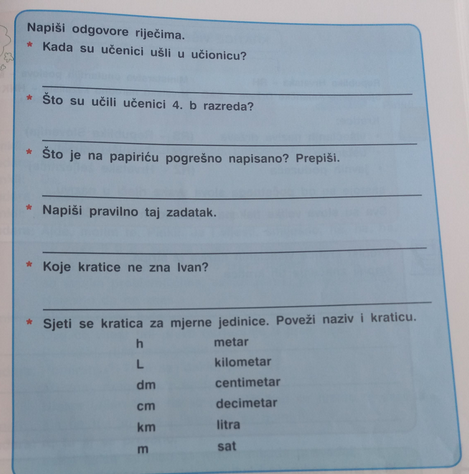 Napiši odgovore riječima.
* Kada su učenici ušli u učionicu?
* Što su učili učenici 4. b razreda?
* Što je na papiriću pogrešno napisano? Prepiši.
* Napiši pravilno taj zadatak.
* Koje kratice ne zna Ivan?
* Sjeti se kratica za mjerne jedinice. Poveži naziv i kraticu.
h metar
L kilometar
dm centimetar
cm decimetar
km litra
m sat